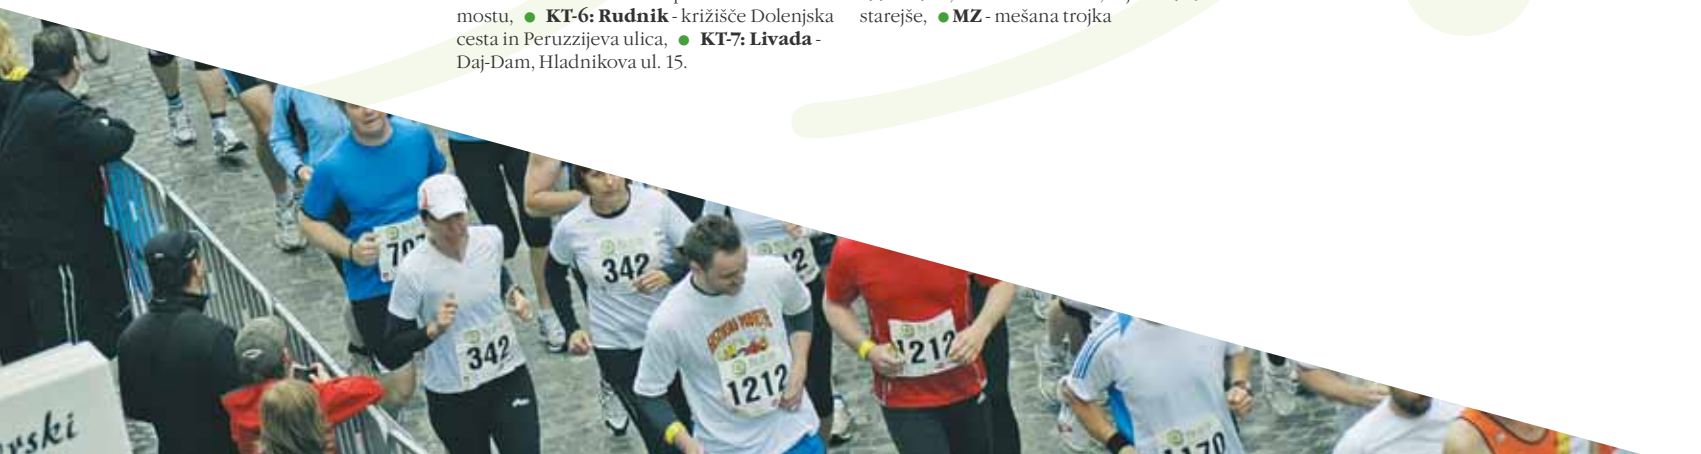 mostu, ● KT-6: Rudnik - križišče Dolenjska
cesta in Peruzzijeva ulica, ● KT-7: Livada -
Daj-Dam, Hladnikova ul. 15.
starejše, ● MZ - mešana trojka
342
342
1212
1212